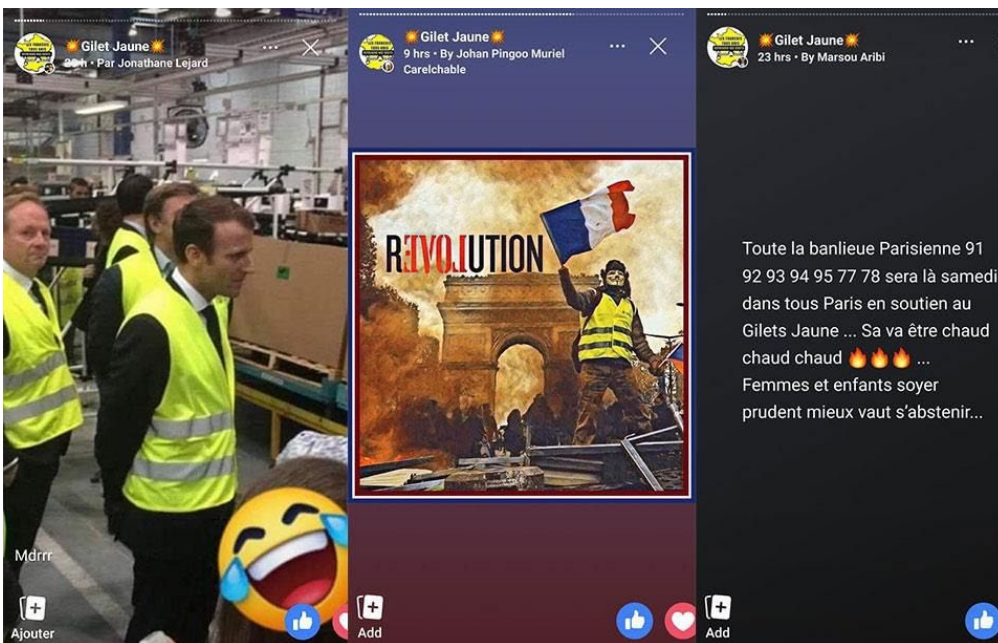 Gilet Jaune
h • Par Jonathane Lejard
Mdrrr
Ajouter
Gilet Jaune
9 hrs • By Johan Pingoo Muriel
Carelchable
REVOLUTION
Add
Gilet Jaune
23 hrs • By Marsou Aribi
Toute la banlieue Parisienne 91
92 93 94 95 77 78 sera là samedi
dans tous Paris en soutien au
Gilets Jaune ... Sa va être chaud
chaud chaud 🔥🔥🔥 ...
Femmes et enfants soyer
prudent mieux vaut s'abstenir...
Add